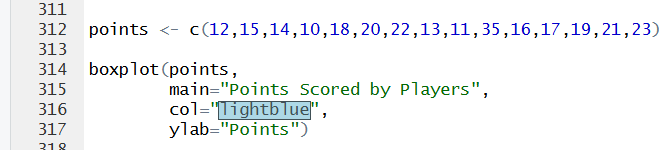 311
312 points <- c(12,15,14,10,18,20,22,13,11,35,16,17,19,21,23)
313
314 boxplot(points,
315         main="Points Scored by Players",
316         col="lightblue",
317         ylab="Points")
318